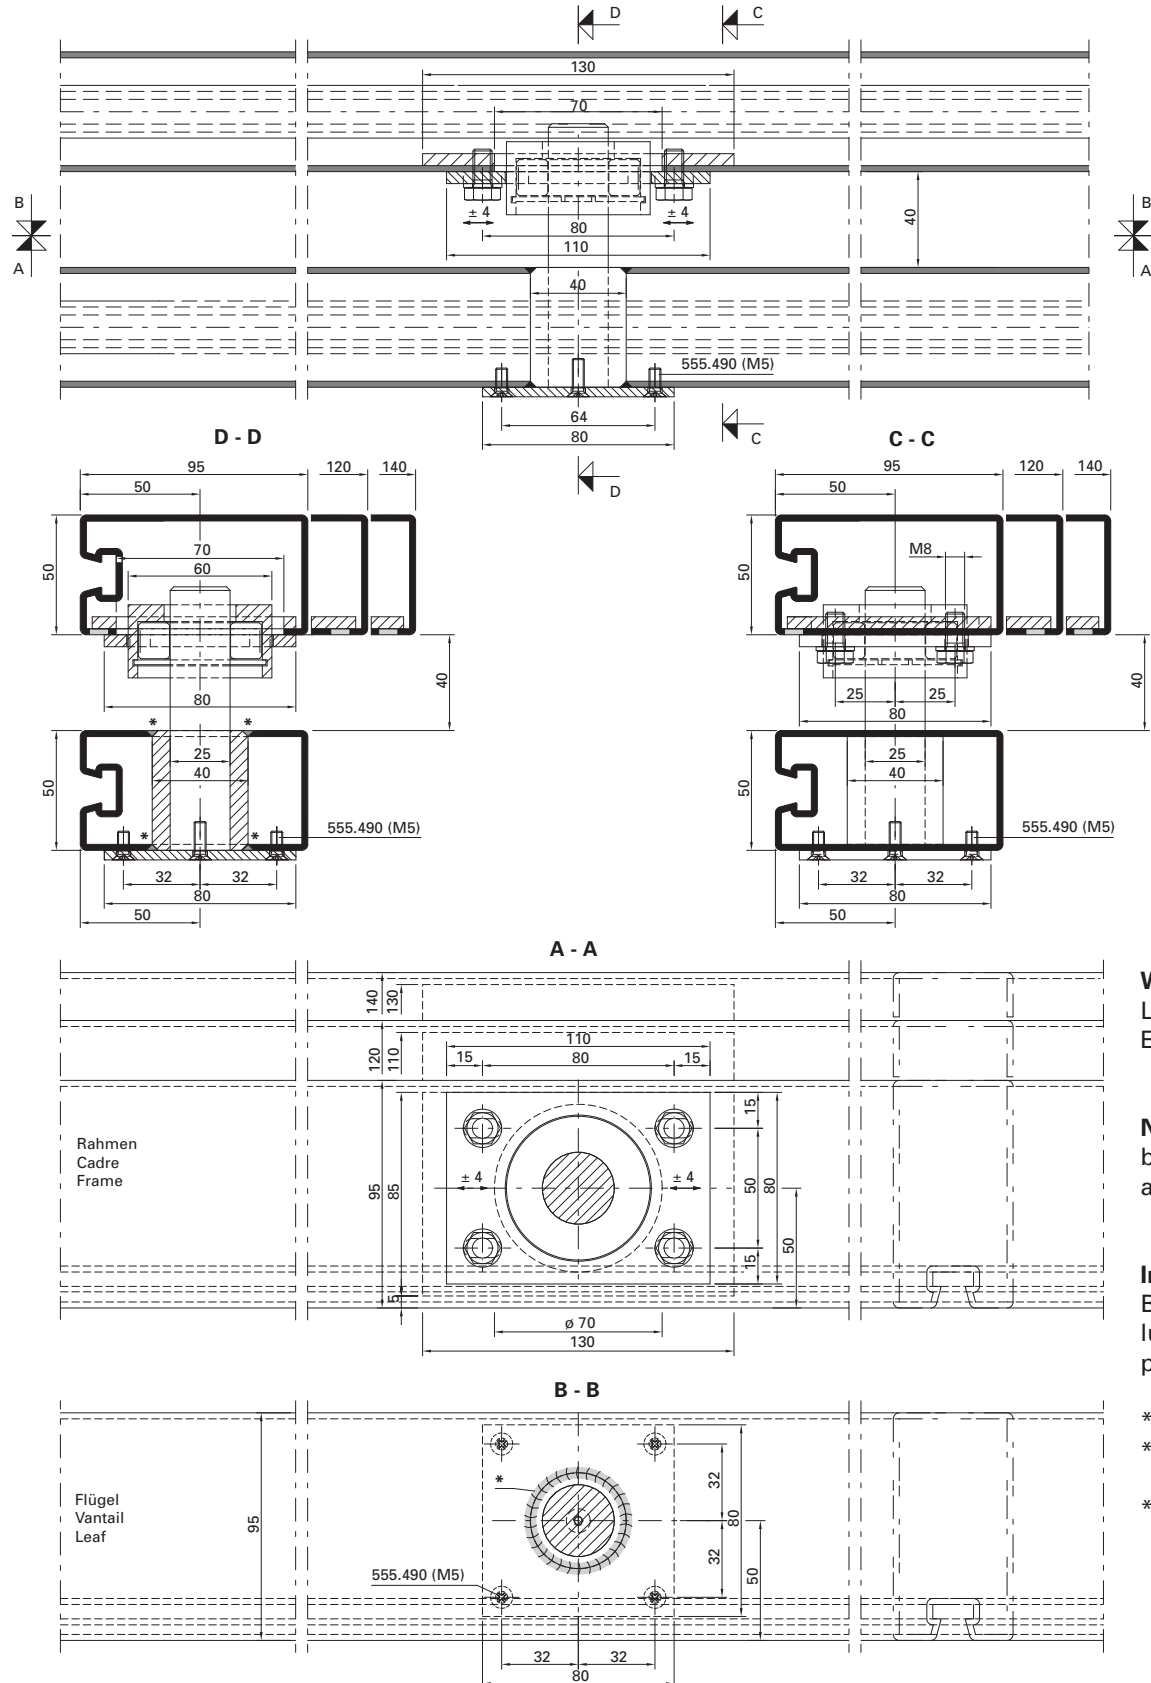 D
C
130
70
B
A
± 4
± 4
80
110
40
B
A
40
555.490 (M5)
64
80
C
D
D - D
95
120
140
50
50
70
60
80
40
*
*
25
40
50
*
*
555.490 (M5)
32
32
80
50
C - C
95
120
140
50
50
M8
25
25
80
40
25
40
50
555.490 (M5)
32
32
80
50
A - A
140
130
120
110
110
15
80
15
Rahmen
Cadre
Frame
95
85
± 4
± 4
15
50
80
15
50
5
ø 70
130
B - B
Flügel
Vantail
Leaf
95
*
32
80
32
50
555.490 (M5)
32
32
80
L
E
N
b
a
B
p
*
*
*